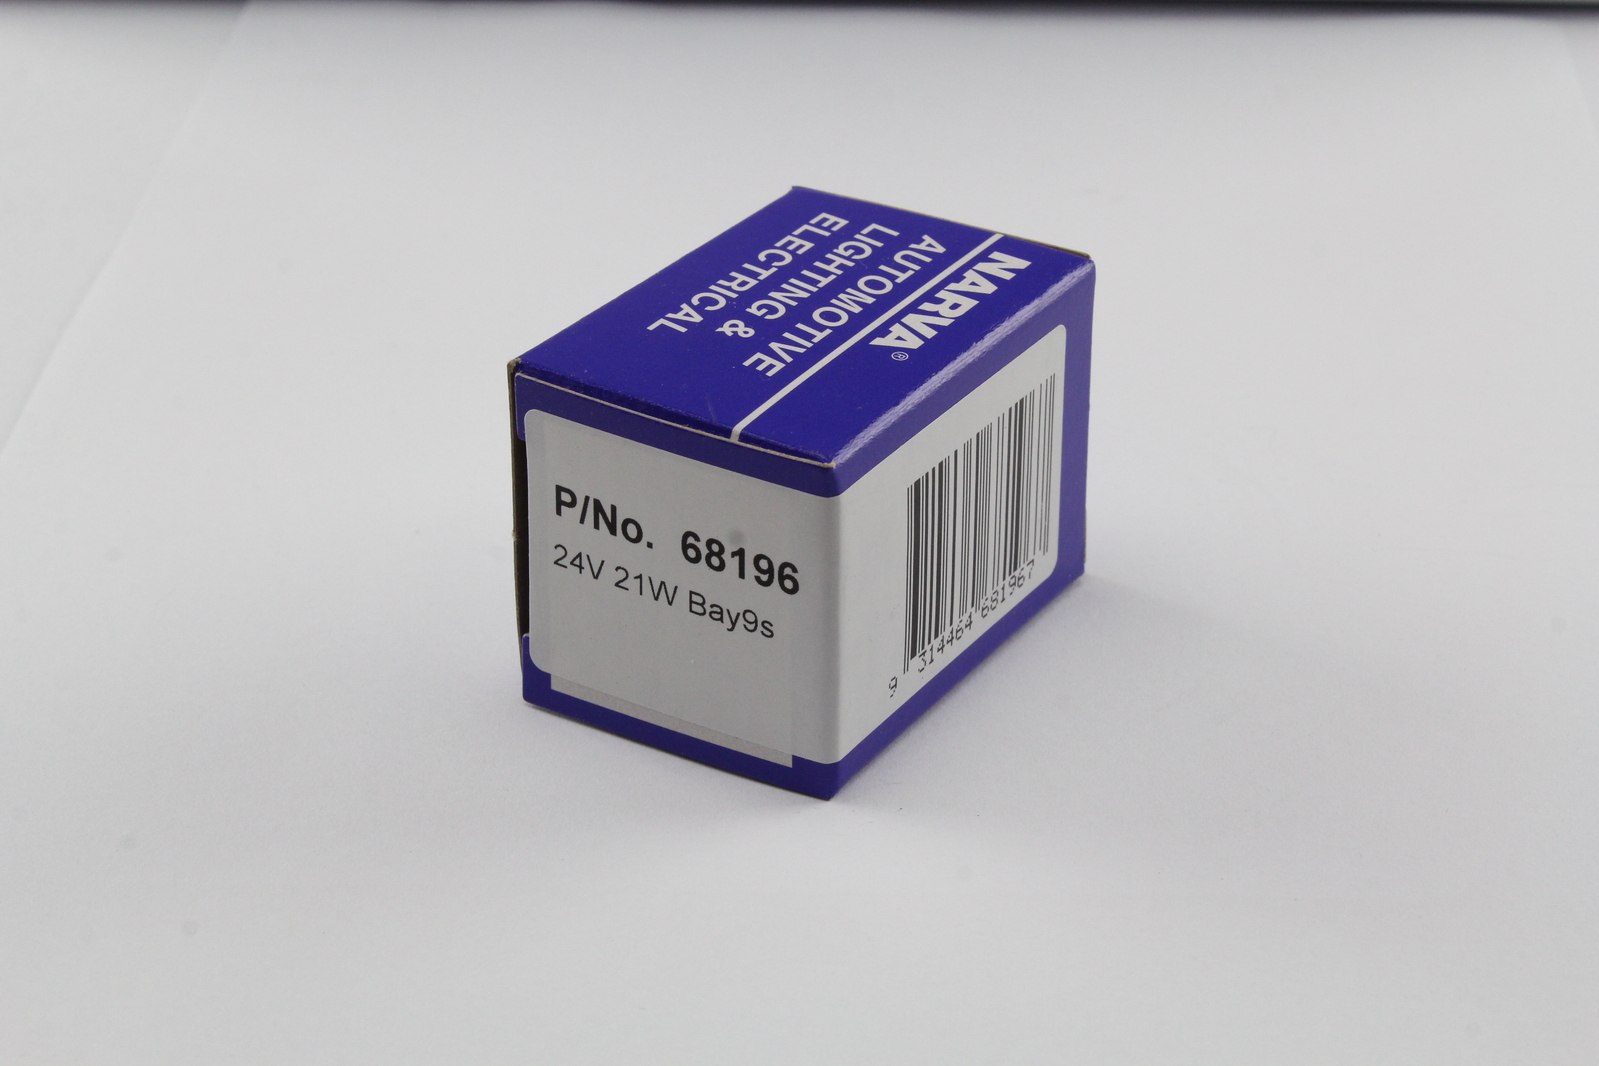 NARVA®
AUTOMOTIVE
LIGHTING &
ELECTRICAL
P/No. 68196
24V 21W Bay9s
9 314464 681967